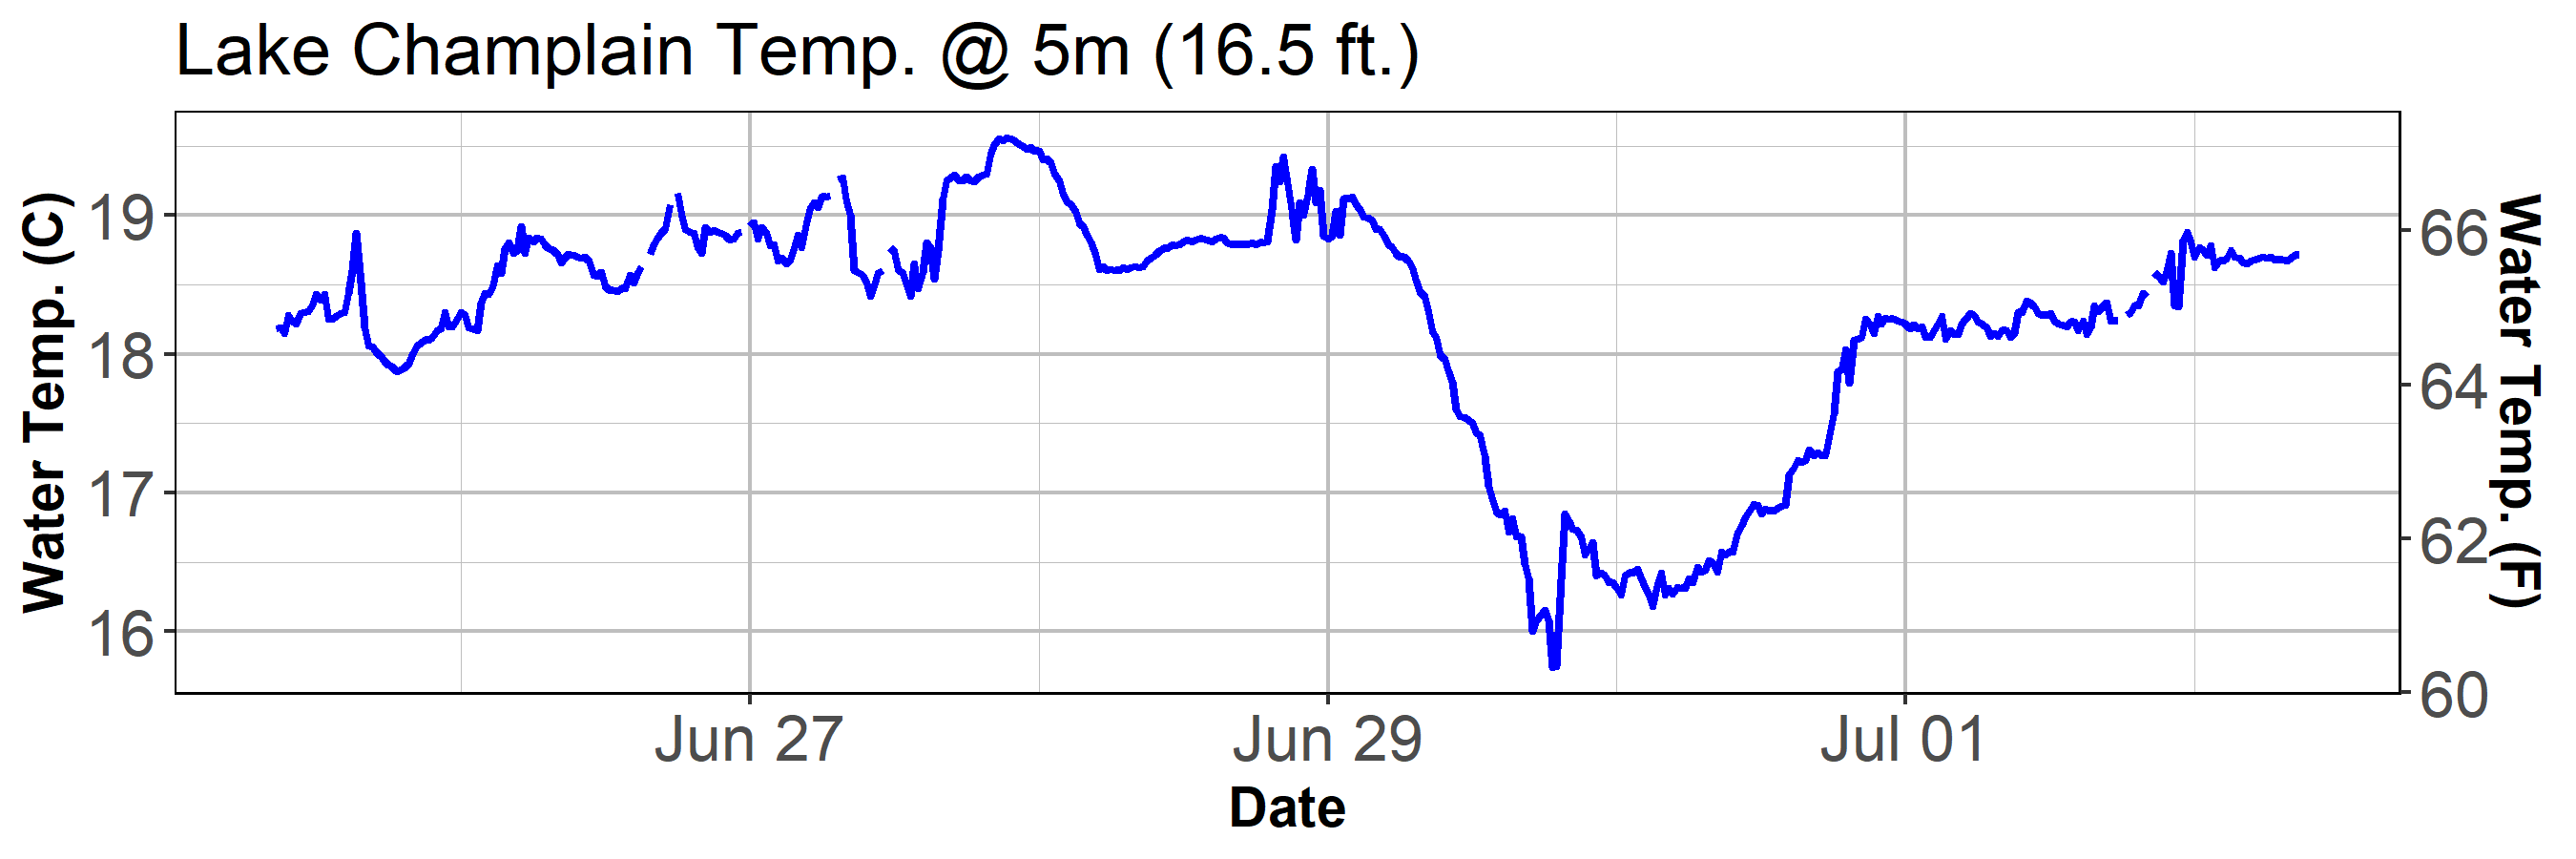 Lake Champlain Temp. @ 5m (16.5 ft.)
Water Temp. (C)
19
18
17
16
66
64
62
60
Water Temp. (F)
Jun 27
Jun 29
Jul 01
Date